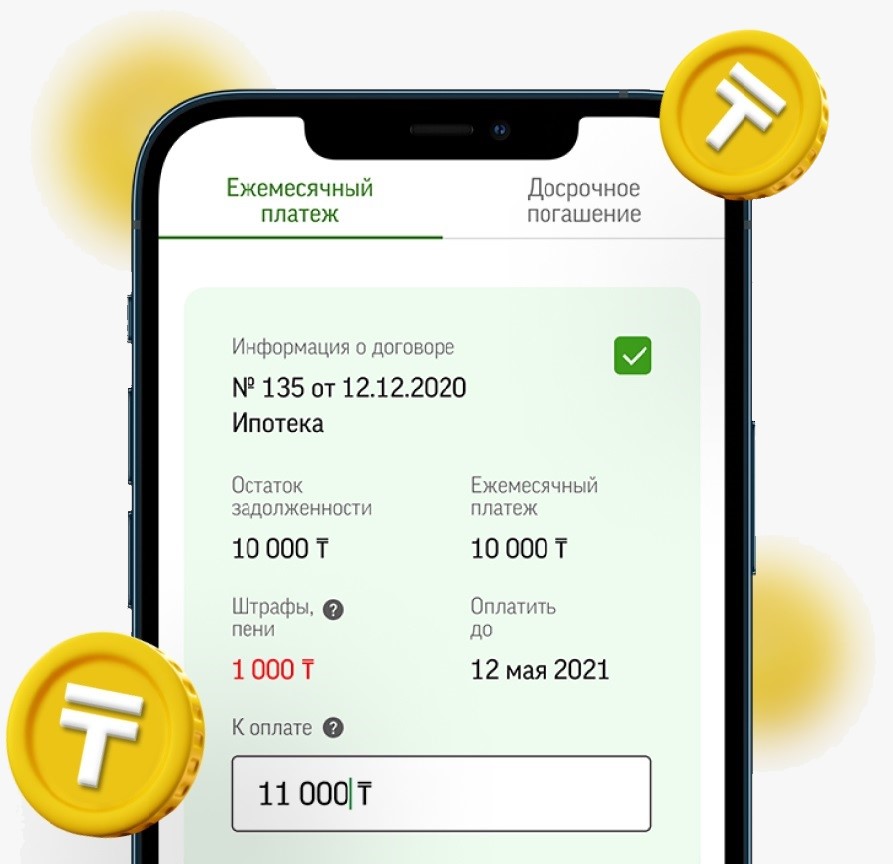 Ежемесячный
платеж
Досрочное
погашение
Информация о договоре
№ 135 от 12.12.2020
Ипотека
Остаток
задолженности
Ежемесячный
платеж
10 000 ₸
10 000 ₸
Штрафы, ?
пени
Оплатить
до
1 000 ₸
12 мая 2021
К оплате ?
11 000 ₸
₸
₸